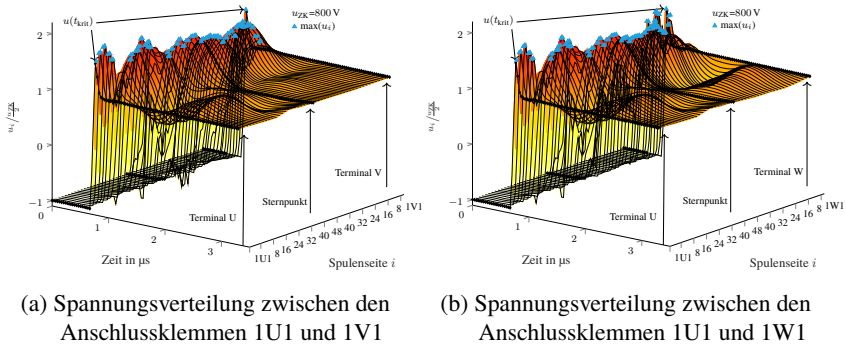 u(t_krit)
u_ZK=800 V
max(u_i)
2
1
0
−1
u_i/(u_ZK/2)
0
1
2
3
Zeit in µs
Terminal U
Sternpunkt
Terminal V
1U1 8 16 24 32 40 48 40 32 24 16 8 1V1
Spulenseite i
(a) Spannungsverteilung zwischen den
Anschlussklemmen 1U1 und 1V1
u(t_krit)
u_ZK=800 V
max(u_i)
2
1
0
−1
u_i/(u_ZK/2)
0
1
2
3
Zeit in µs
Terminal U
Sternpunkt
Terminal W
1U1 8 16 24 32 40 48 40 32 24 16 8 1W1
Spulenseite i
(b) Spannungsverteilung zwischen den
Anschlussklemmen 1U1 und 1W1